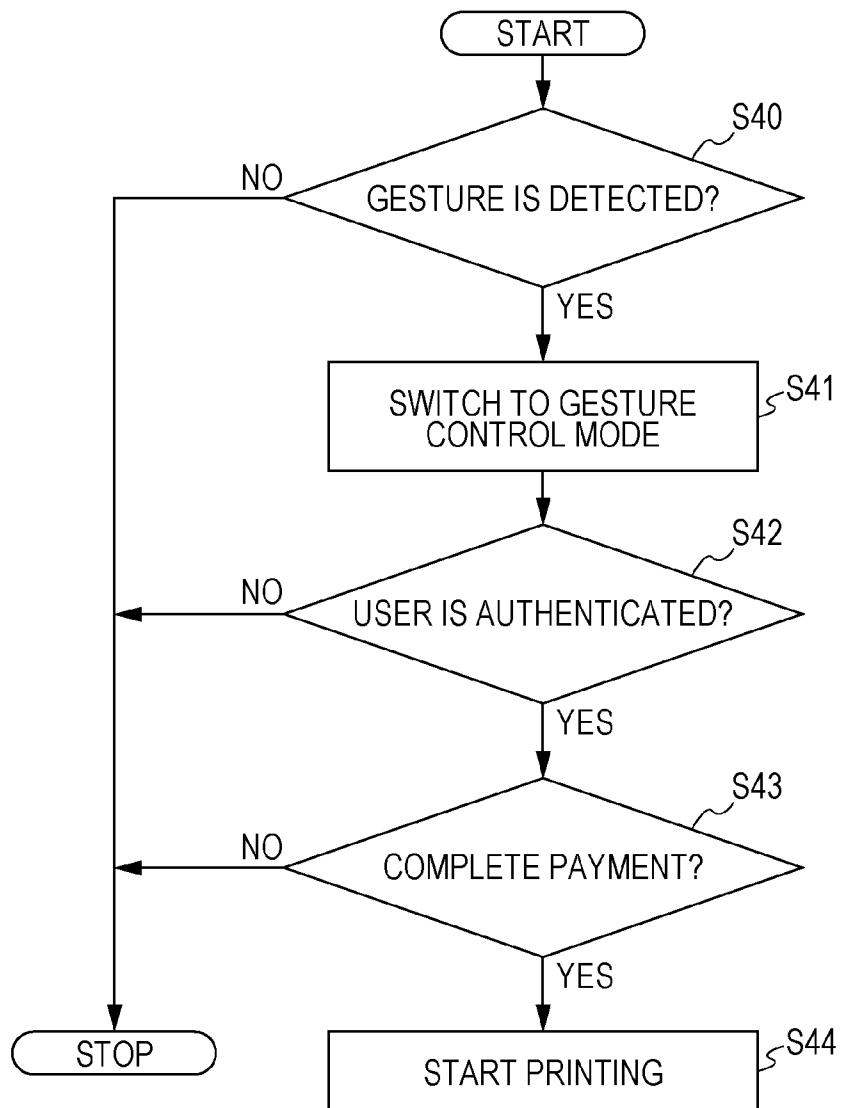 START
S40
NO
GESTURE IS DETECTED?
YES
S41
SWITCH TO GESTURE
CONTROL MODE
S42
NO
USER IS AUTHENTICATED?
YES
S43
NO
COMPLETE PAYMENT?
YES
STOP
S44
START PRINTING